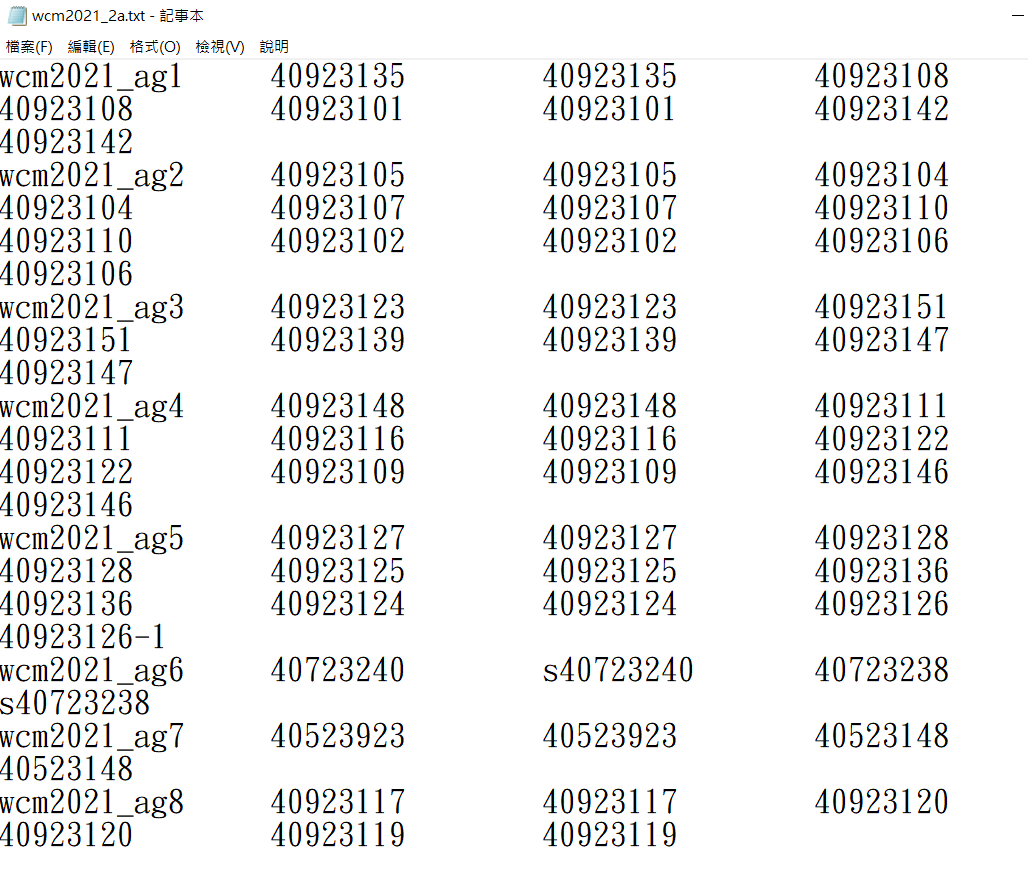 wcm2021_2a.txt - 記事本
檔案(F) 編輯(E) 格式(O) 檢視(V) 說明
wcm2021_ag1 40923135 40923135 40923108
40923108 40923101 40923101 40923142
40923142
wcm2021_ag2 40923105 40923105 40923104
40923104 40923107 40923107 40923110
40923110 40923102 40923102 40923106
40923106
wcm2021_ag3 40923123 40923123 40923151
40923151 40923139 40923139 40923147
40923147
wcm2021_ag4 40923148 40923148 40923111
40923111 40923116 40923116 40923122
40923122 40923109 40923109 40923146
40923146
wcm2021_ag5 40923127 40923127 40923128
40923128 40923125 40923125 40923136
40923136 40923124 40923124 40923126
40923126-1
wcm2021_ag6 40723240 s40723240 40723238
s40723238
wcm2021_ag7 40523923 40523923 40523148
40523148
wcm2021_ag8 40923117 40923117 40923120
40923120 40923119 40923119